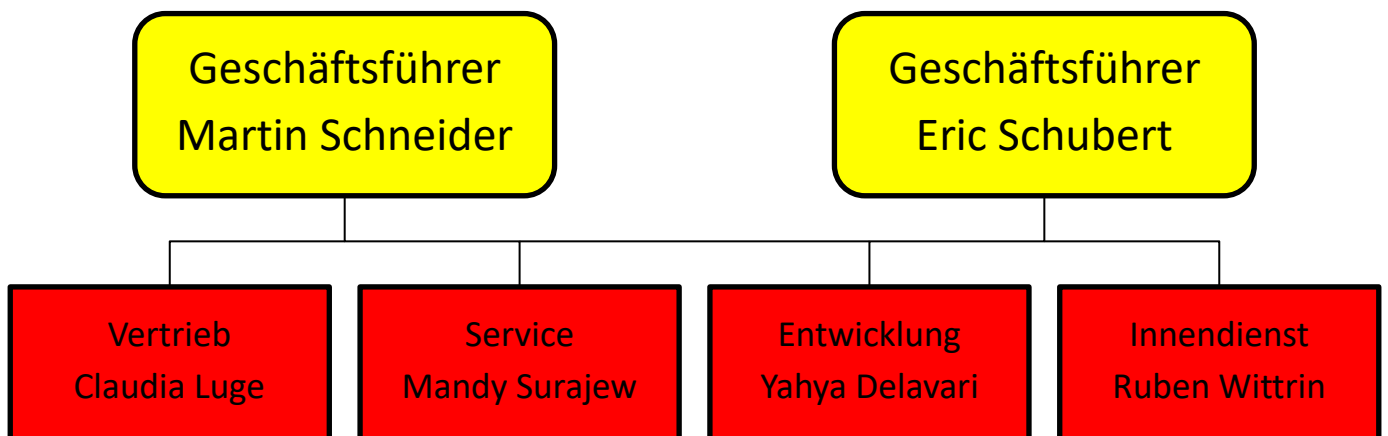 Geschäftsführer
Martin Schneider
Geschäftsführer
Eric Schubert
Vertrieb
Claudia Luge
Service
Mandy Surajew
Entwicklung
Yahya Delavari
Innendienst
Ruben Wittrin